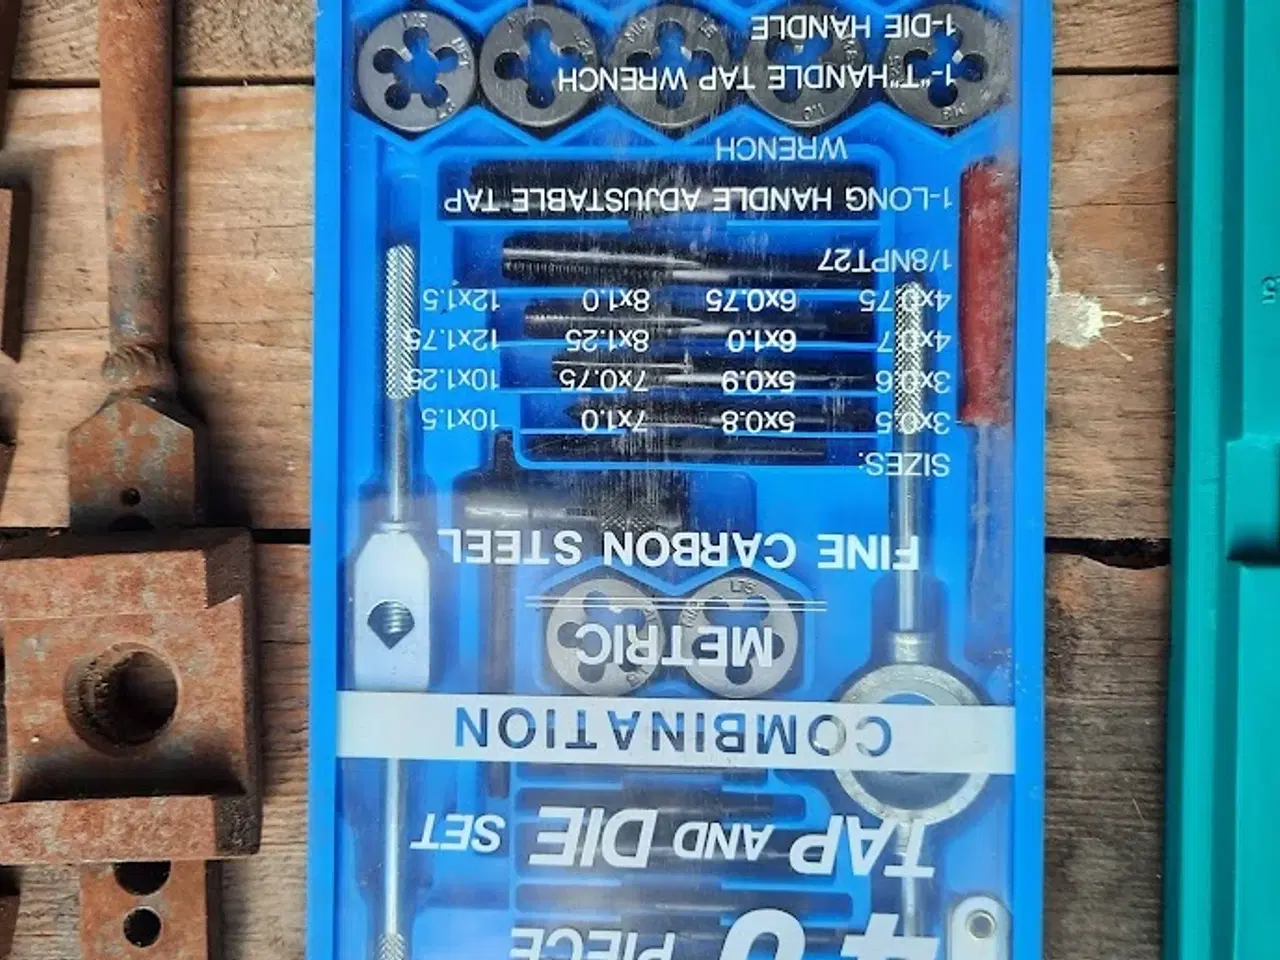 40 PIECE
TAP AND DIE SET
COMBINATION
METRIC
FINE CARBON STEEL
SIZES:
3x0.5 5x0.8 7x1.0 10x1.5
3x0.6 5x0.9 7x0.75 10x1.25
4x0.7 6x1.0 8x1.25 12x1.75
4x0.75 6x0.75 8x1.0 12x1.5
1/8NPT27
1-LONG HANDLE ADJUSTABLE TAP
WRENCH
1-"T"HANDLE TAP WRENCH
1-DIE HANDLE
1.75